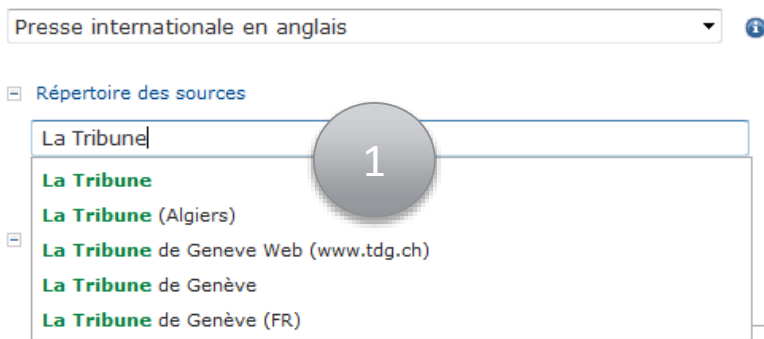 Presse internationale en anglais
Répertoire des sources
La Tribune
1
La Tribune
La Tribune (Algiers)
La Tribune de Geneve Web (www.tdg.ch)
La Tribune de Genève
La Tribune de Genève (FR)